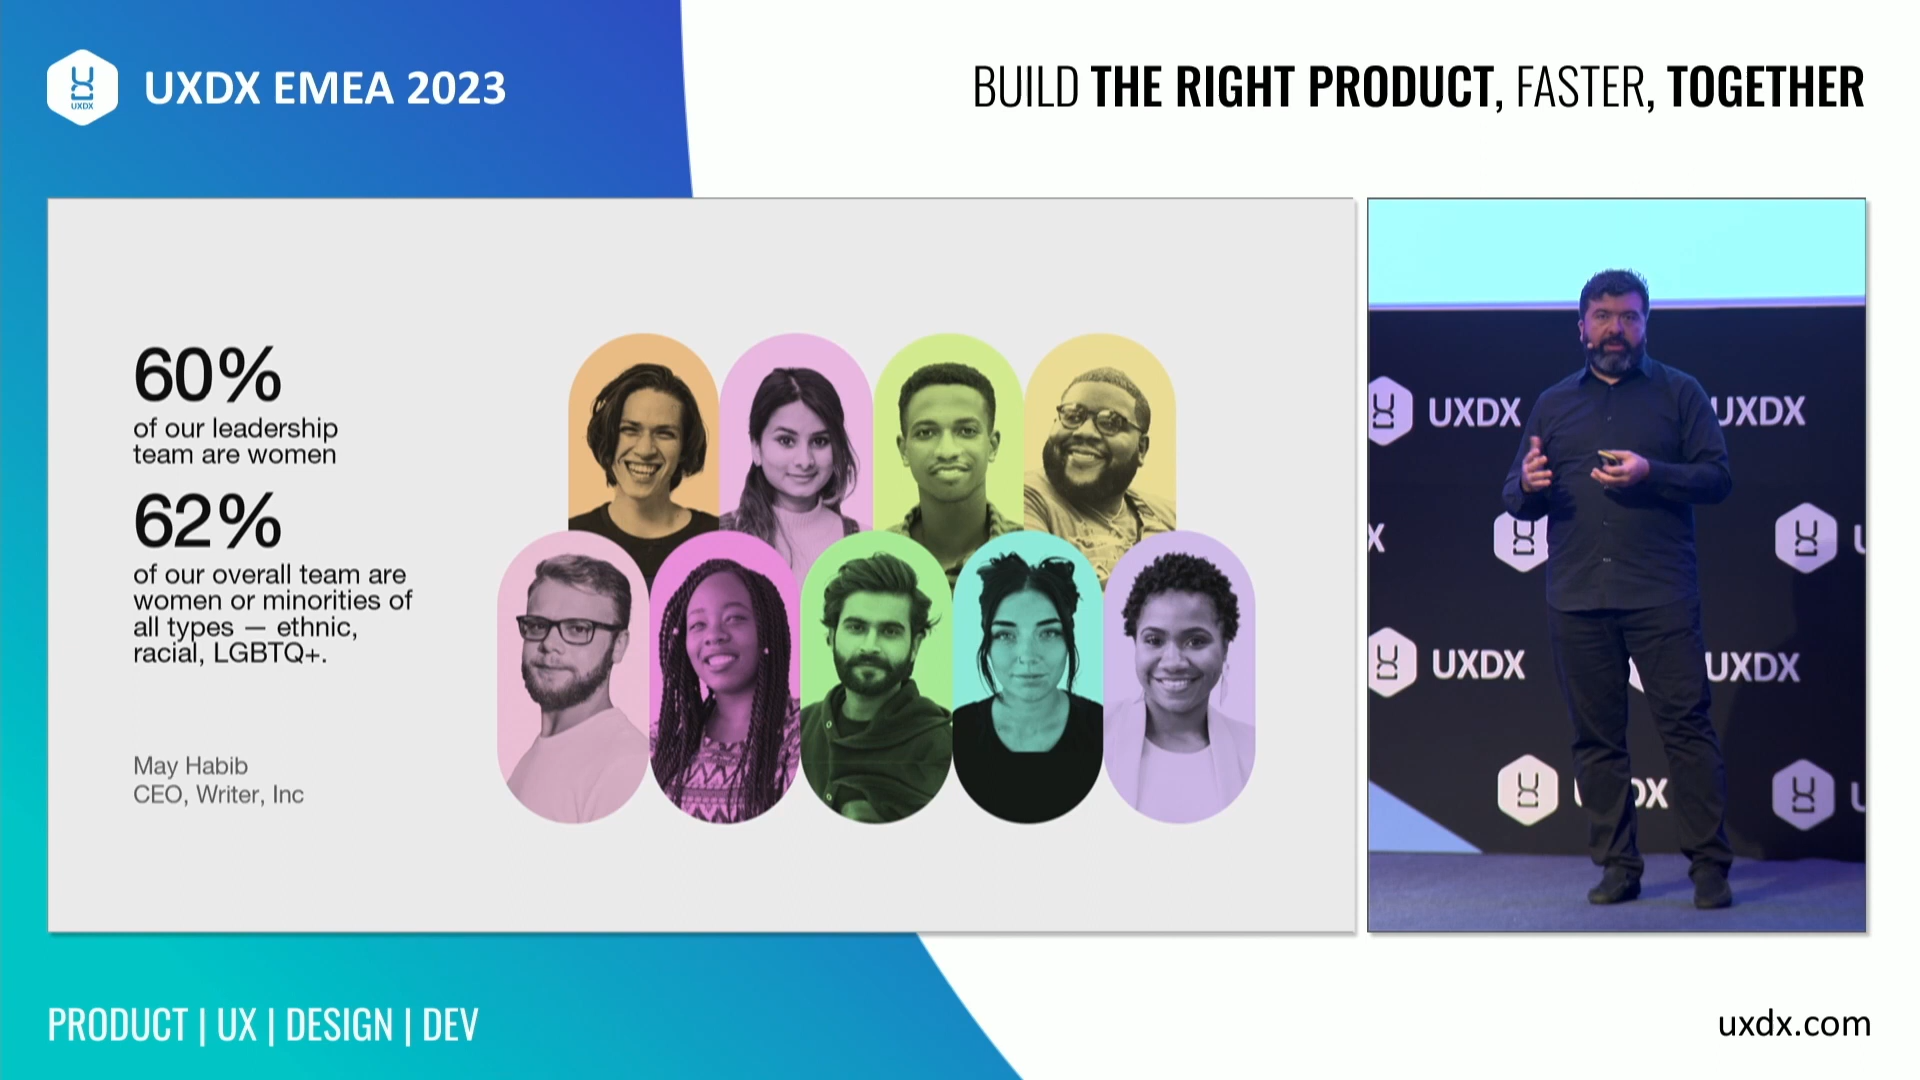 UXDX
UXDX EMEA 2023
BUILD THE RIGHT PRODUCT, FASTER, TOGETHER
60%
of our leadership
team are women
62%
of our overall team are
women or minorities of
all types — ethnic,
racial, LGBTQ+.
May Habib
CEO, Writer, Inc
UXDX
UXDX
X
U
UXDX
UXDX
DX
U
PRODUCT | UX | DESIGN | DEV
uxdx.com